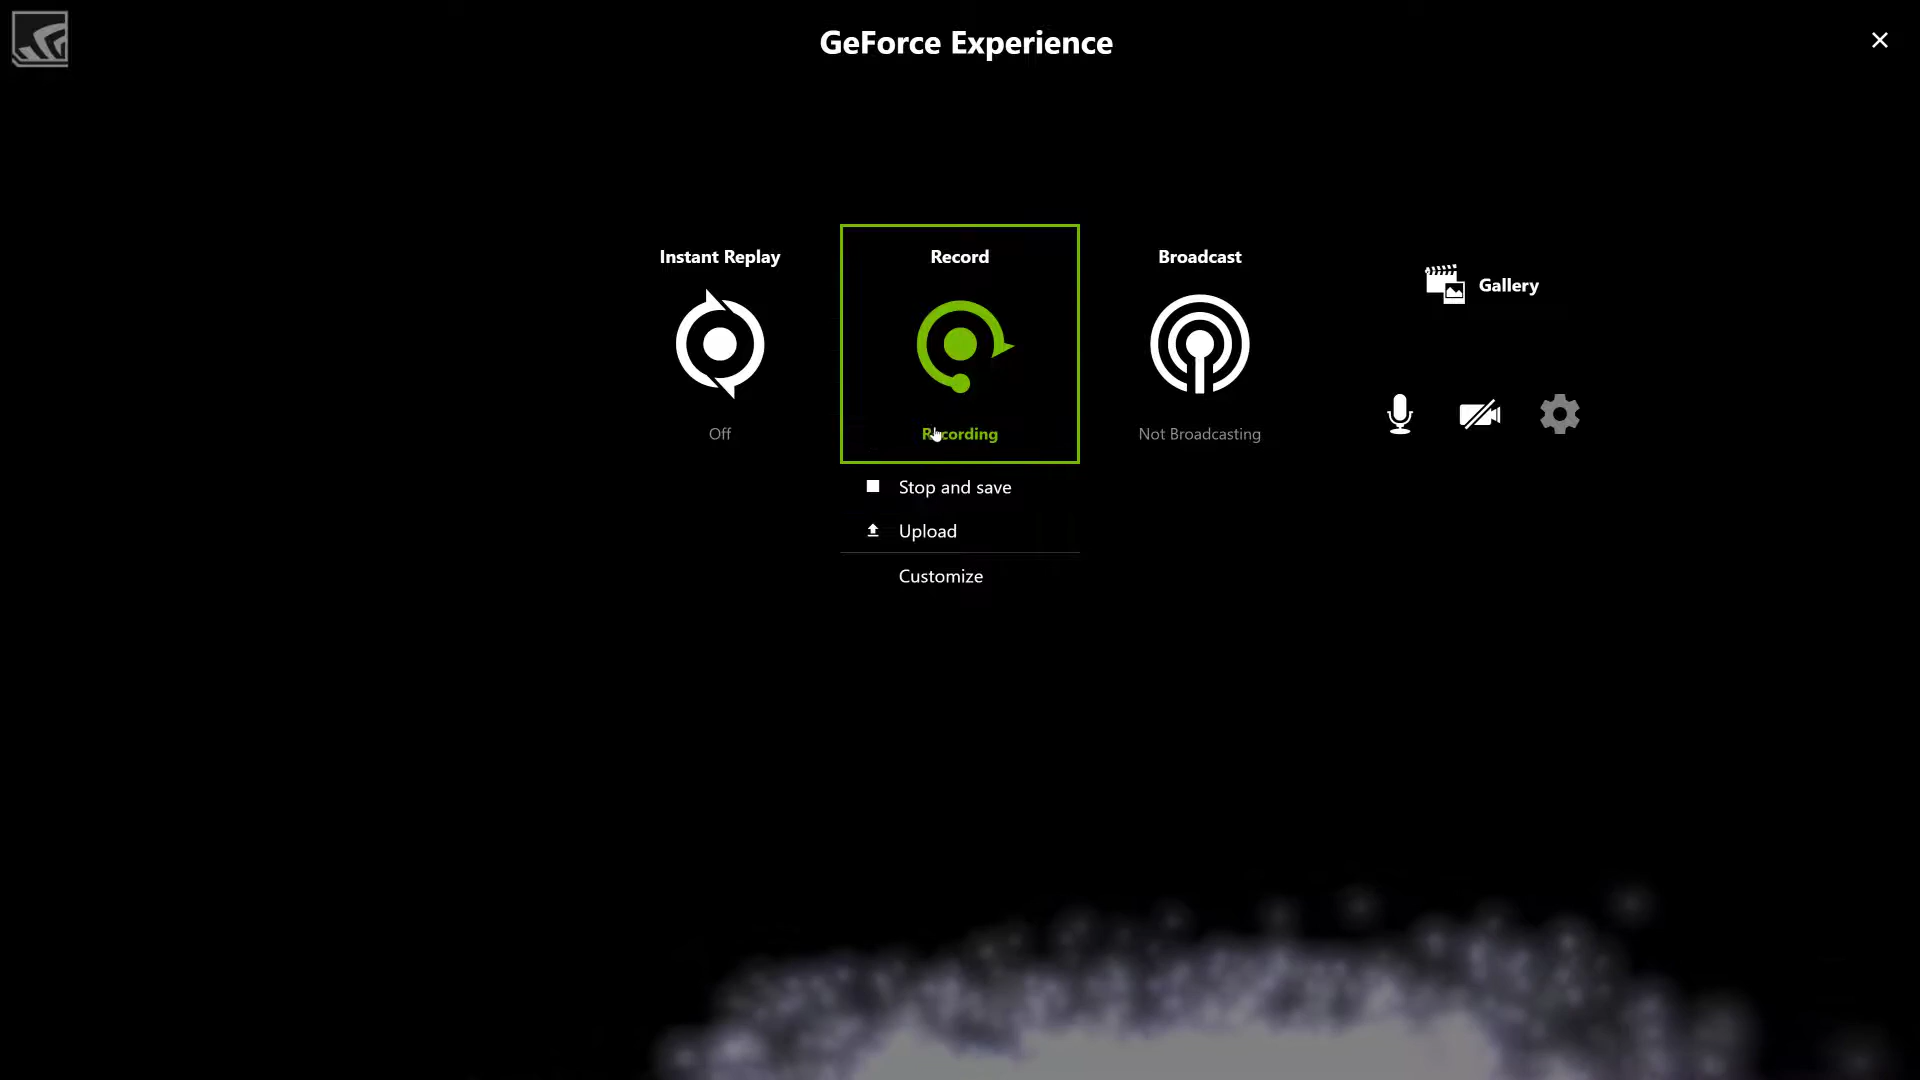 GeForce Experience
Instant Replay
Off
Record
Recording
Stop and save
Upload
Customize
Broadcast
Not Broadcasting
Gallery